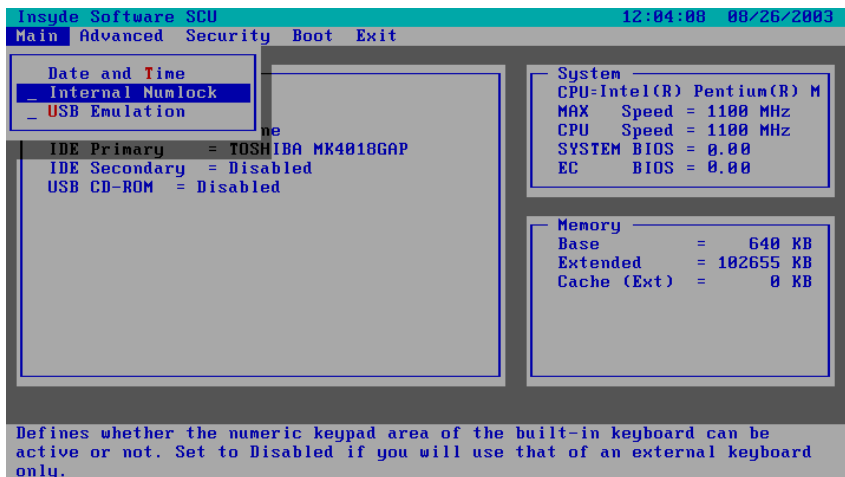 Insyde Software SCU 12:04:08 08/26/2003
Main Advanced Security Boot Exit
Date and Time
_ Internal Numlock
_ USB Emulation
IDE Primary = TOSHIBA MK4018GAP
IDE Secondary = Disabled
USB CD-ROM = Disabled
System
CPU=Intel(R) Pentium(R) M
MAX Speed = 1100 MHz
CPU Speed = 1100 MHz
SYSTEM BIOS = 0.00
EC BIOS = 0.00
Memory
Base = 640 KB
Extended = 102655 KB
Cache (Ext) = 0 KB
Defines whether the numeric keypad area of the built-in keyboard can be
active or not. Set to Disabled if you will use that of an external keyboard
only.